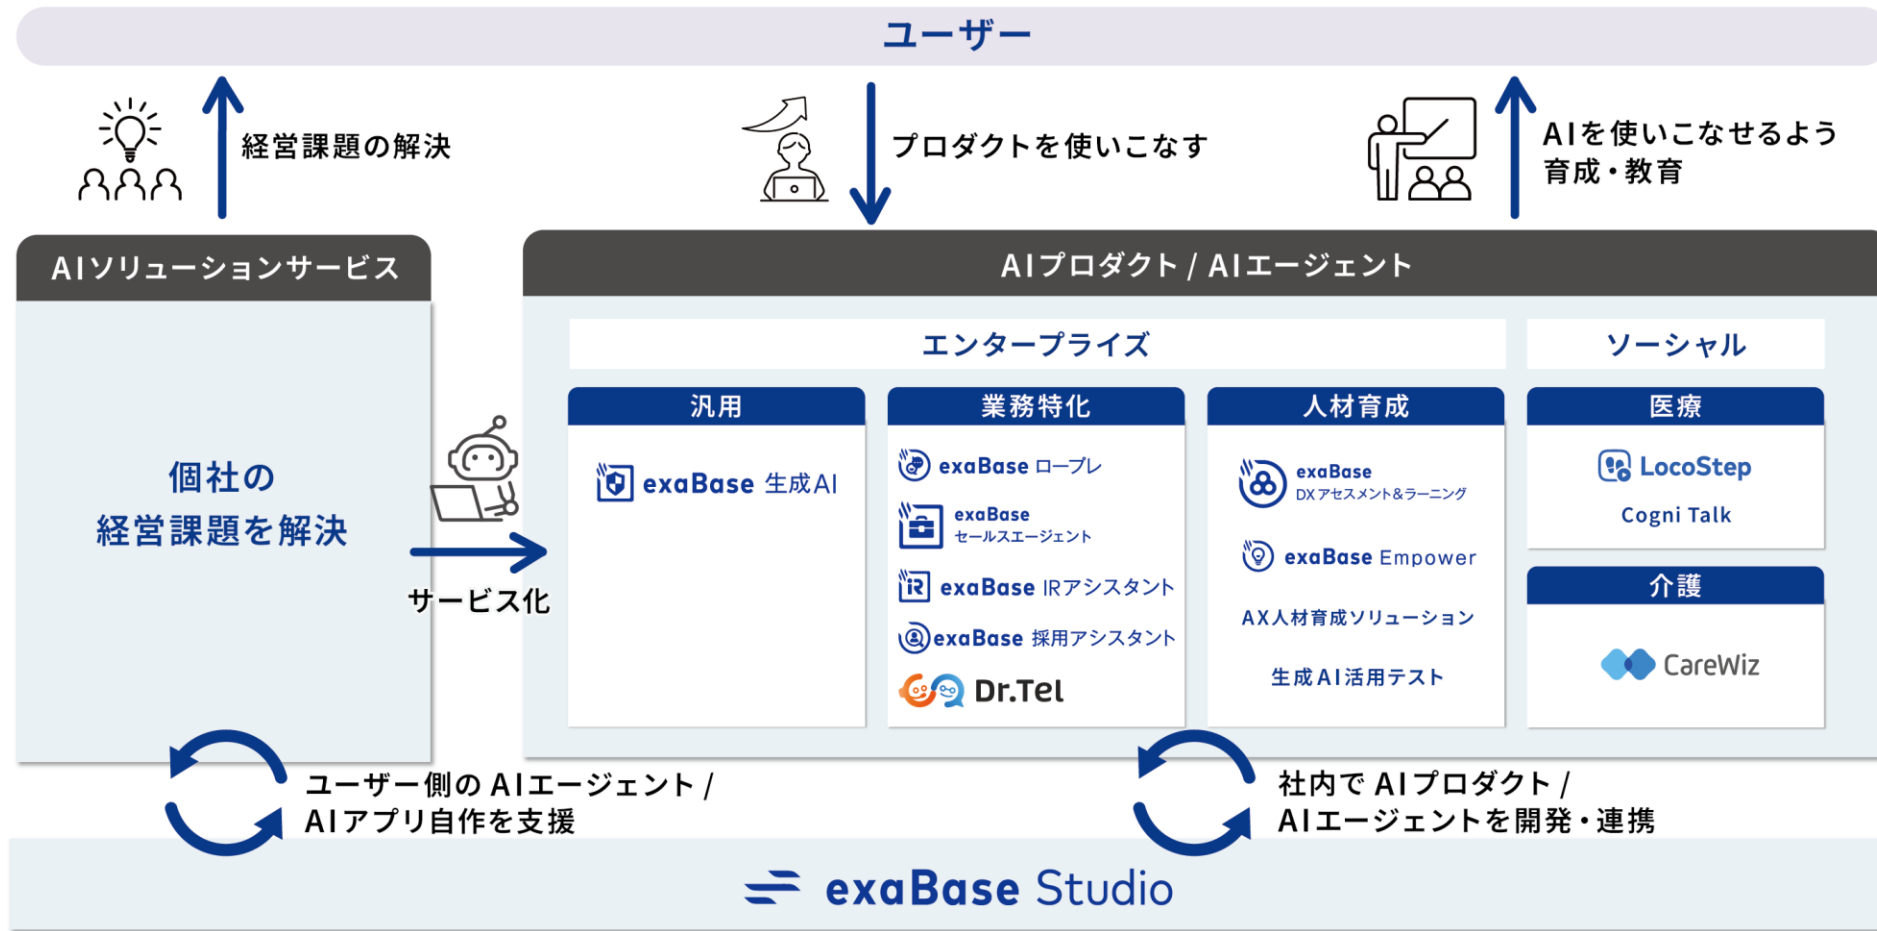 ユーザー
経営課題の解決
プロダクトを使いこなす
AIを使いこなせるよう
育成・教育
AIソリューションサービス
個社の
経営課題を解決
サービス化
AIプロダクト / AIエージェント
エンタープライズ
ソーシャル
汎用
exaBase 生成AI
業務特化
exaBase ロープレ
exaBase
セールスエージェント
iR exaBase IRアシスタント
exaBase 採用アシスタント
Dr.Tel
人材育成
exaBase
DXアセスメント&ラーニング
exaBase Empower
AX人材育成ソリューション
生成AI活用テスト
医療
LocoStep
Cogni Talk
介護
CareWiz
ユーザー側の AIエージェント /
AIアプリ自作を支援
社内で AIプロダクト /
AIエージェントを開発・連携
exaBase Studio